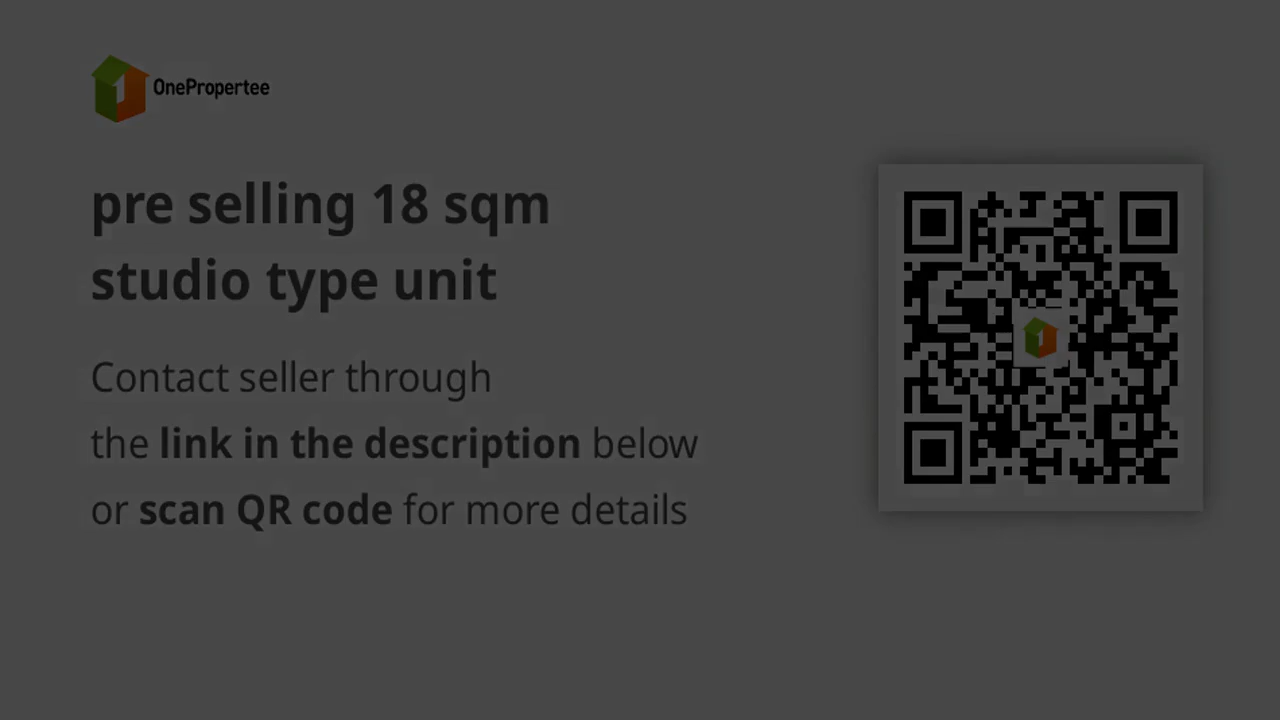 OnePropertee
pre selling 18 sqm
studio type unit
Contact seller through
the link in the description below
or scan QR code for more details